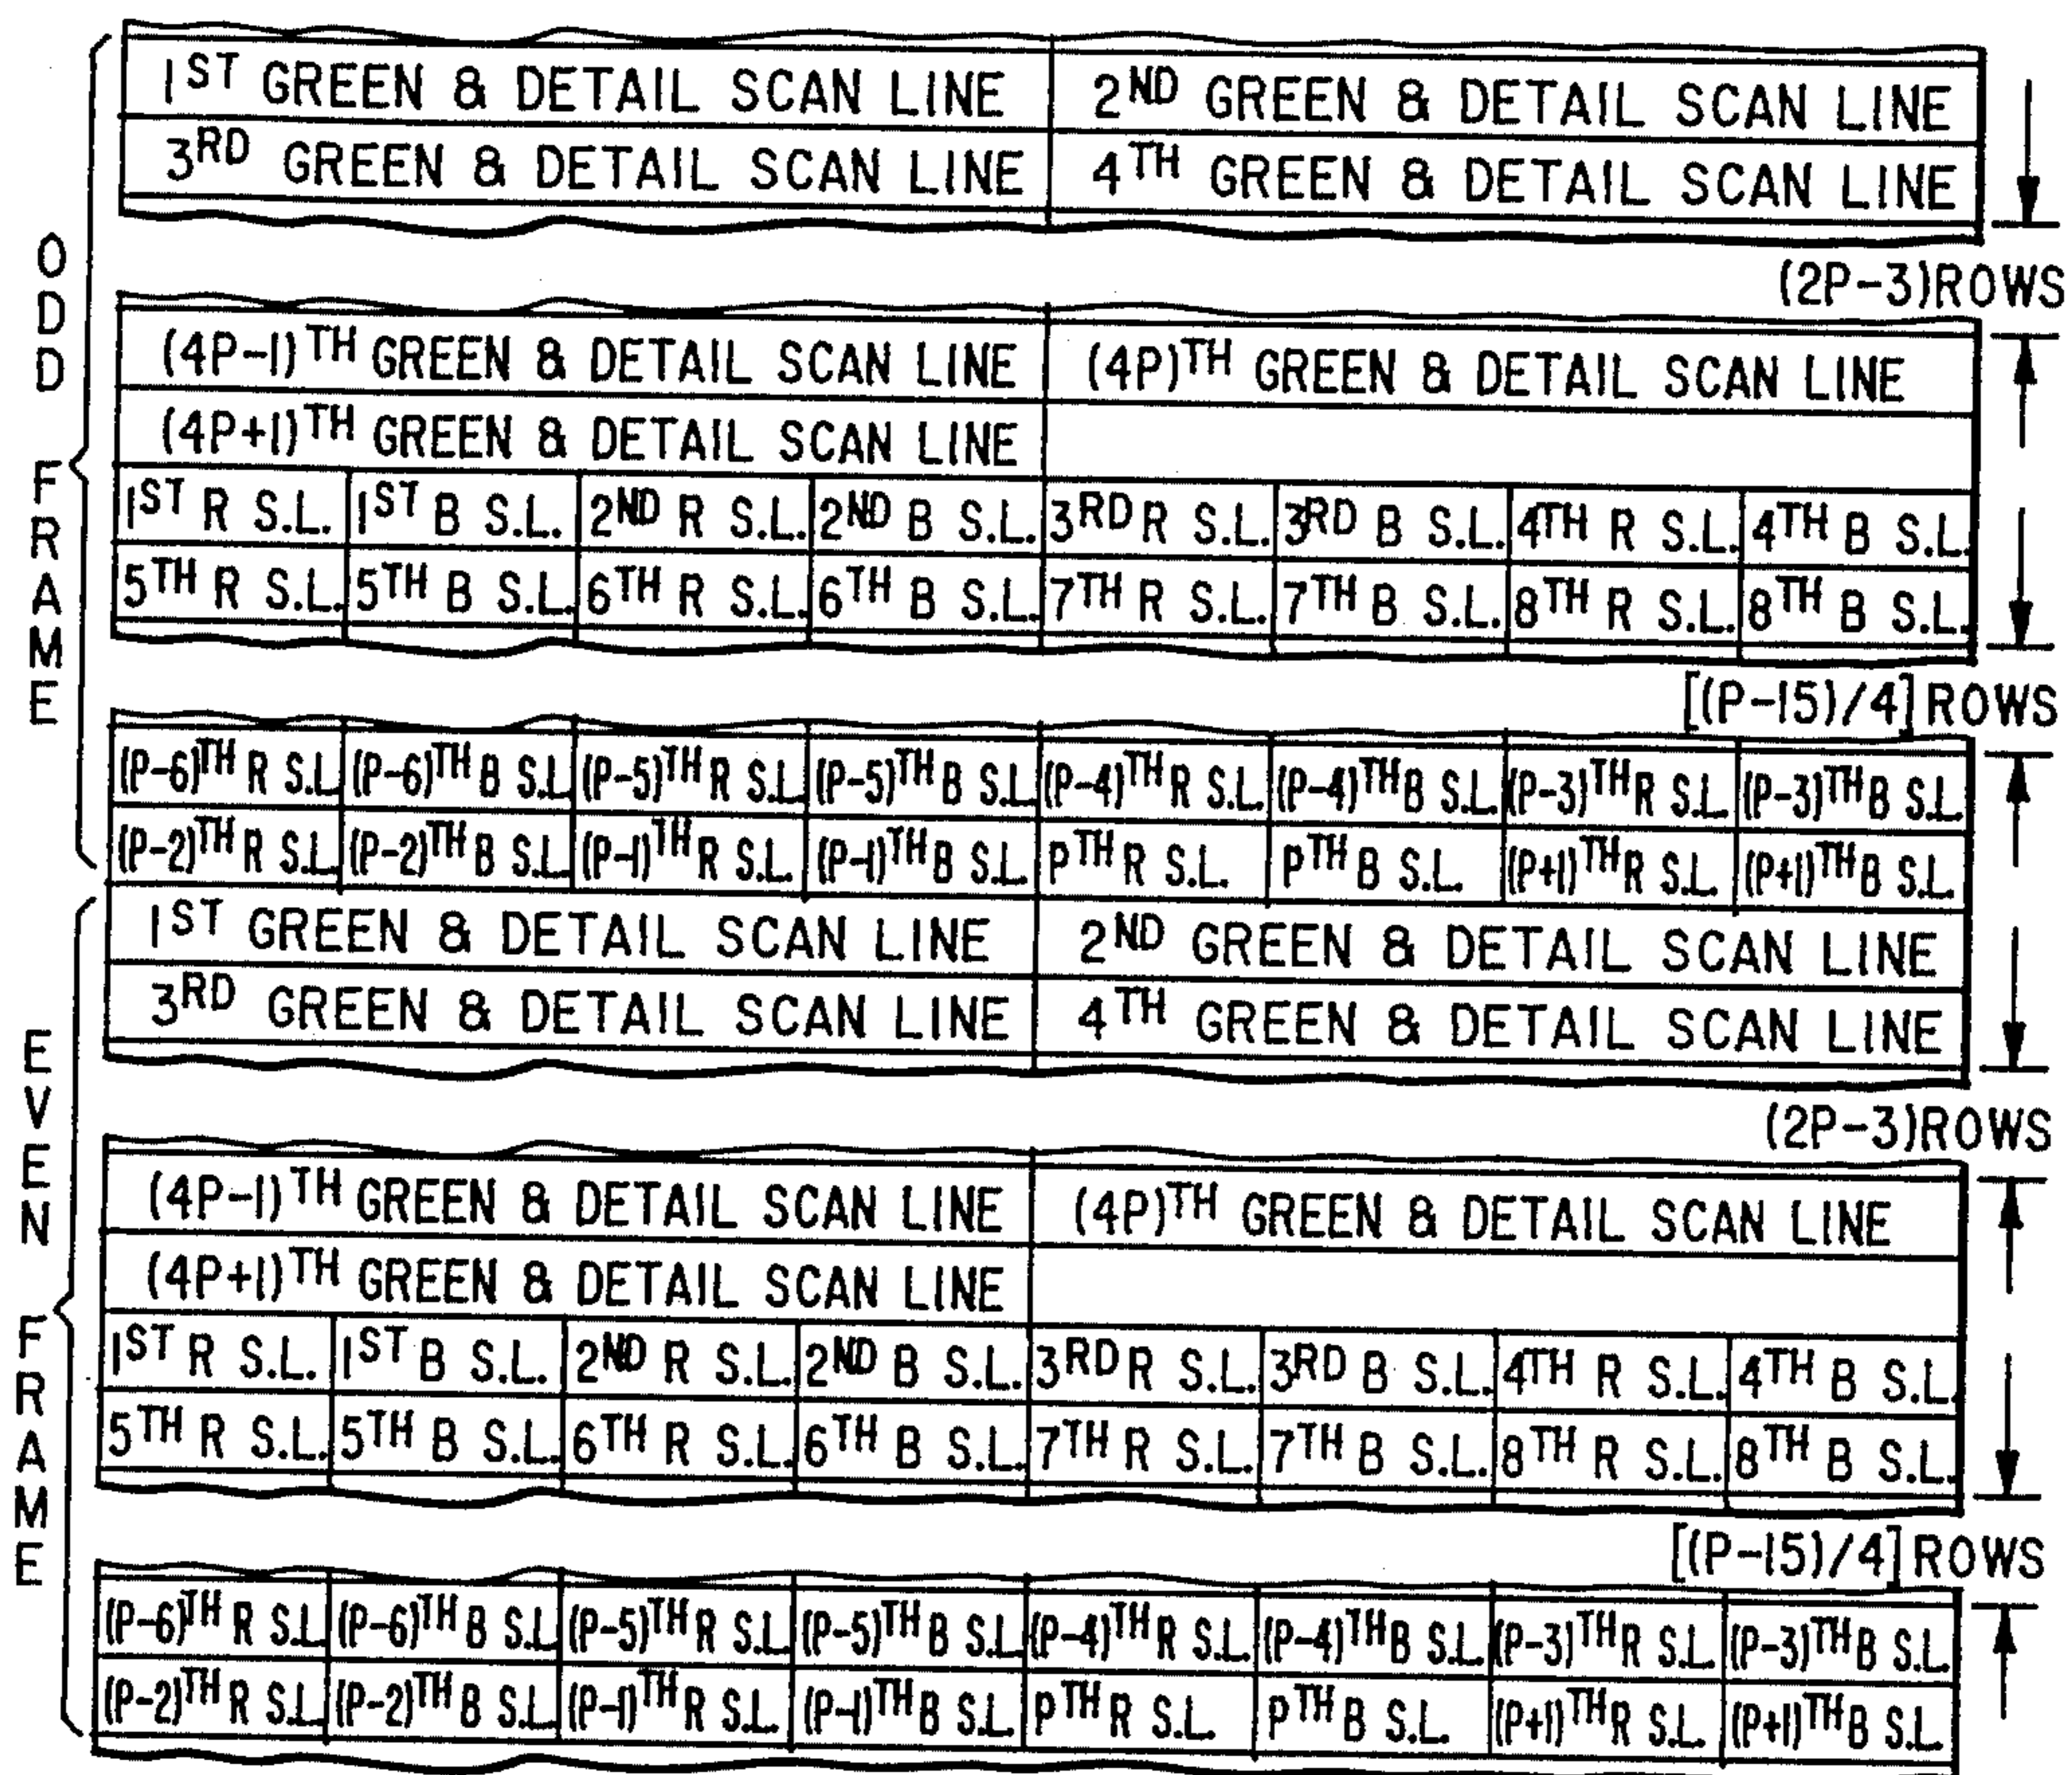 ODD FRAME
1ST GREEN & DETAIL SCAN LINE 2ND GREEN & DETAIL SCAN LINE
3RD GREEN & DETAIL SCAN LINE 4TH GREEN & DETAIL SCAN LINE
(2P-3)ROWS
(4P-1)TH GREEN & DETAIL SCAN LINE (4P)TH GREEN & DETAIL SCAN LINE
(4P+1)TH GREEN & DETAIL SCAN LINE
1ST R S.L. 1ST B S.L. 2ND R S.L. 2ND B S.L. 3RD R S.L. 3RD B S.L. 4TH R S.L. 4TH B S.L.
5TH R S.L. 5TH B S.L. 6TH R S.L. 6TH B S.L. 7TH R S.L. 7TH B S.L. 8TH R S.L. 8TH B S.L.
[(P-15)/4] ROWS
(P-6)TH R S.L. (P-6)TH B S.L. (P-5)TH R S.L. (P-5)TH B S.L. (P-4)TH R S.L. (P-4)TH B S.L. (P-3)TH R S.L. (P-3)TH B S.L.
(P-2)TH R S.L. (P-2)TH B S.L. (P-1)TH R S.L. (P-1)TH B S.L. PTH R S.L. PTH B S.L. (P+1)TH R S.L. (P+1)TH B S.L.
EVEN FRAME
1ST GREEN & DETAIL SCAN LINE 2ND GREEN & DETAIL SCAN LINE
3RD GREEN & DETAIL SCAN LINE 4TH GREEN & DETAIL SCAN LINE
(2P-3)ROWS
(4P-1)TH GREEN & DETAIL SCAN LINE (4P)TH GREEN & DETAIL SCAN LINE
(4P+1)TH GREEN & DETAIL SCAN LINE
1ST R S.L. 1ST B S.L. 2ND R S.L. 2ND B S.L. 3RD R S.L. 3RD B S.L. 4TH R S.L. 4TH B S.L.
5TH R S.L. 5TH B S.L. 6TH R S.L. 6TH B S.L. 7TH R S.L. 7TH B S.L. 8TH R S.L. 8TH B S.L.
[(P-15)/4] ROWS
(P-6)TH R S.L. (P-6)TH B S.L. (P-5)TH R S.L. (P-5)TH B S.L. (P-4)TH R S.L. (P-4)TH B S.L. (P-3)TH R S.L. (P-3)TH B S.L.
(P-2)TH R S.L. (P-2)TH B S.L. (P-1)TH R S.L. (P-1)TH B S.L. PTH R S.L. PTH B S.L. (P+1)TH R S.L. (P+1)TH B S.L.